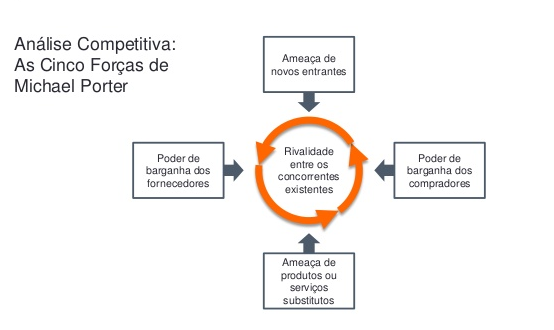 Análise Competitiva:
As Cinco Forças de
Michael Porter
Ameaça de
novos entrantes
Poder de
barganha dos
fornecedores
Rivalidade
entre os
concorrentes
existentes
Poder de
barganha dos
compradores
Ameaça de
produtos ou
serviços
substitutos